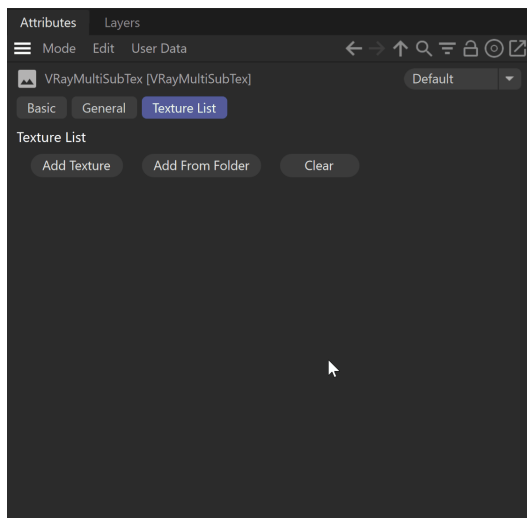 Attributes Layers
Mode Edit User Data
VRayMultiSubTex [VRayMultiSubTex] Default
Basic General Texture List
Texture List
Add Texture Add From Folder Clear